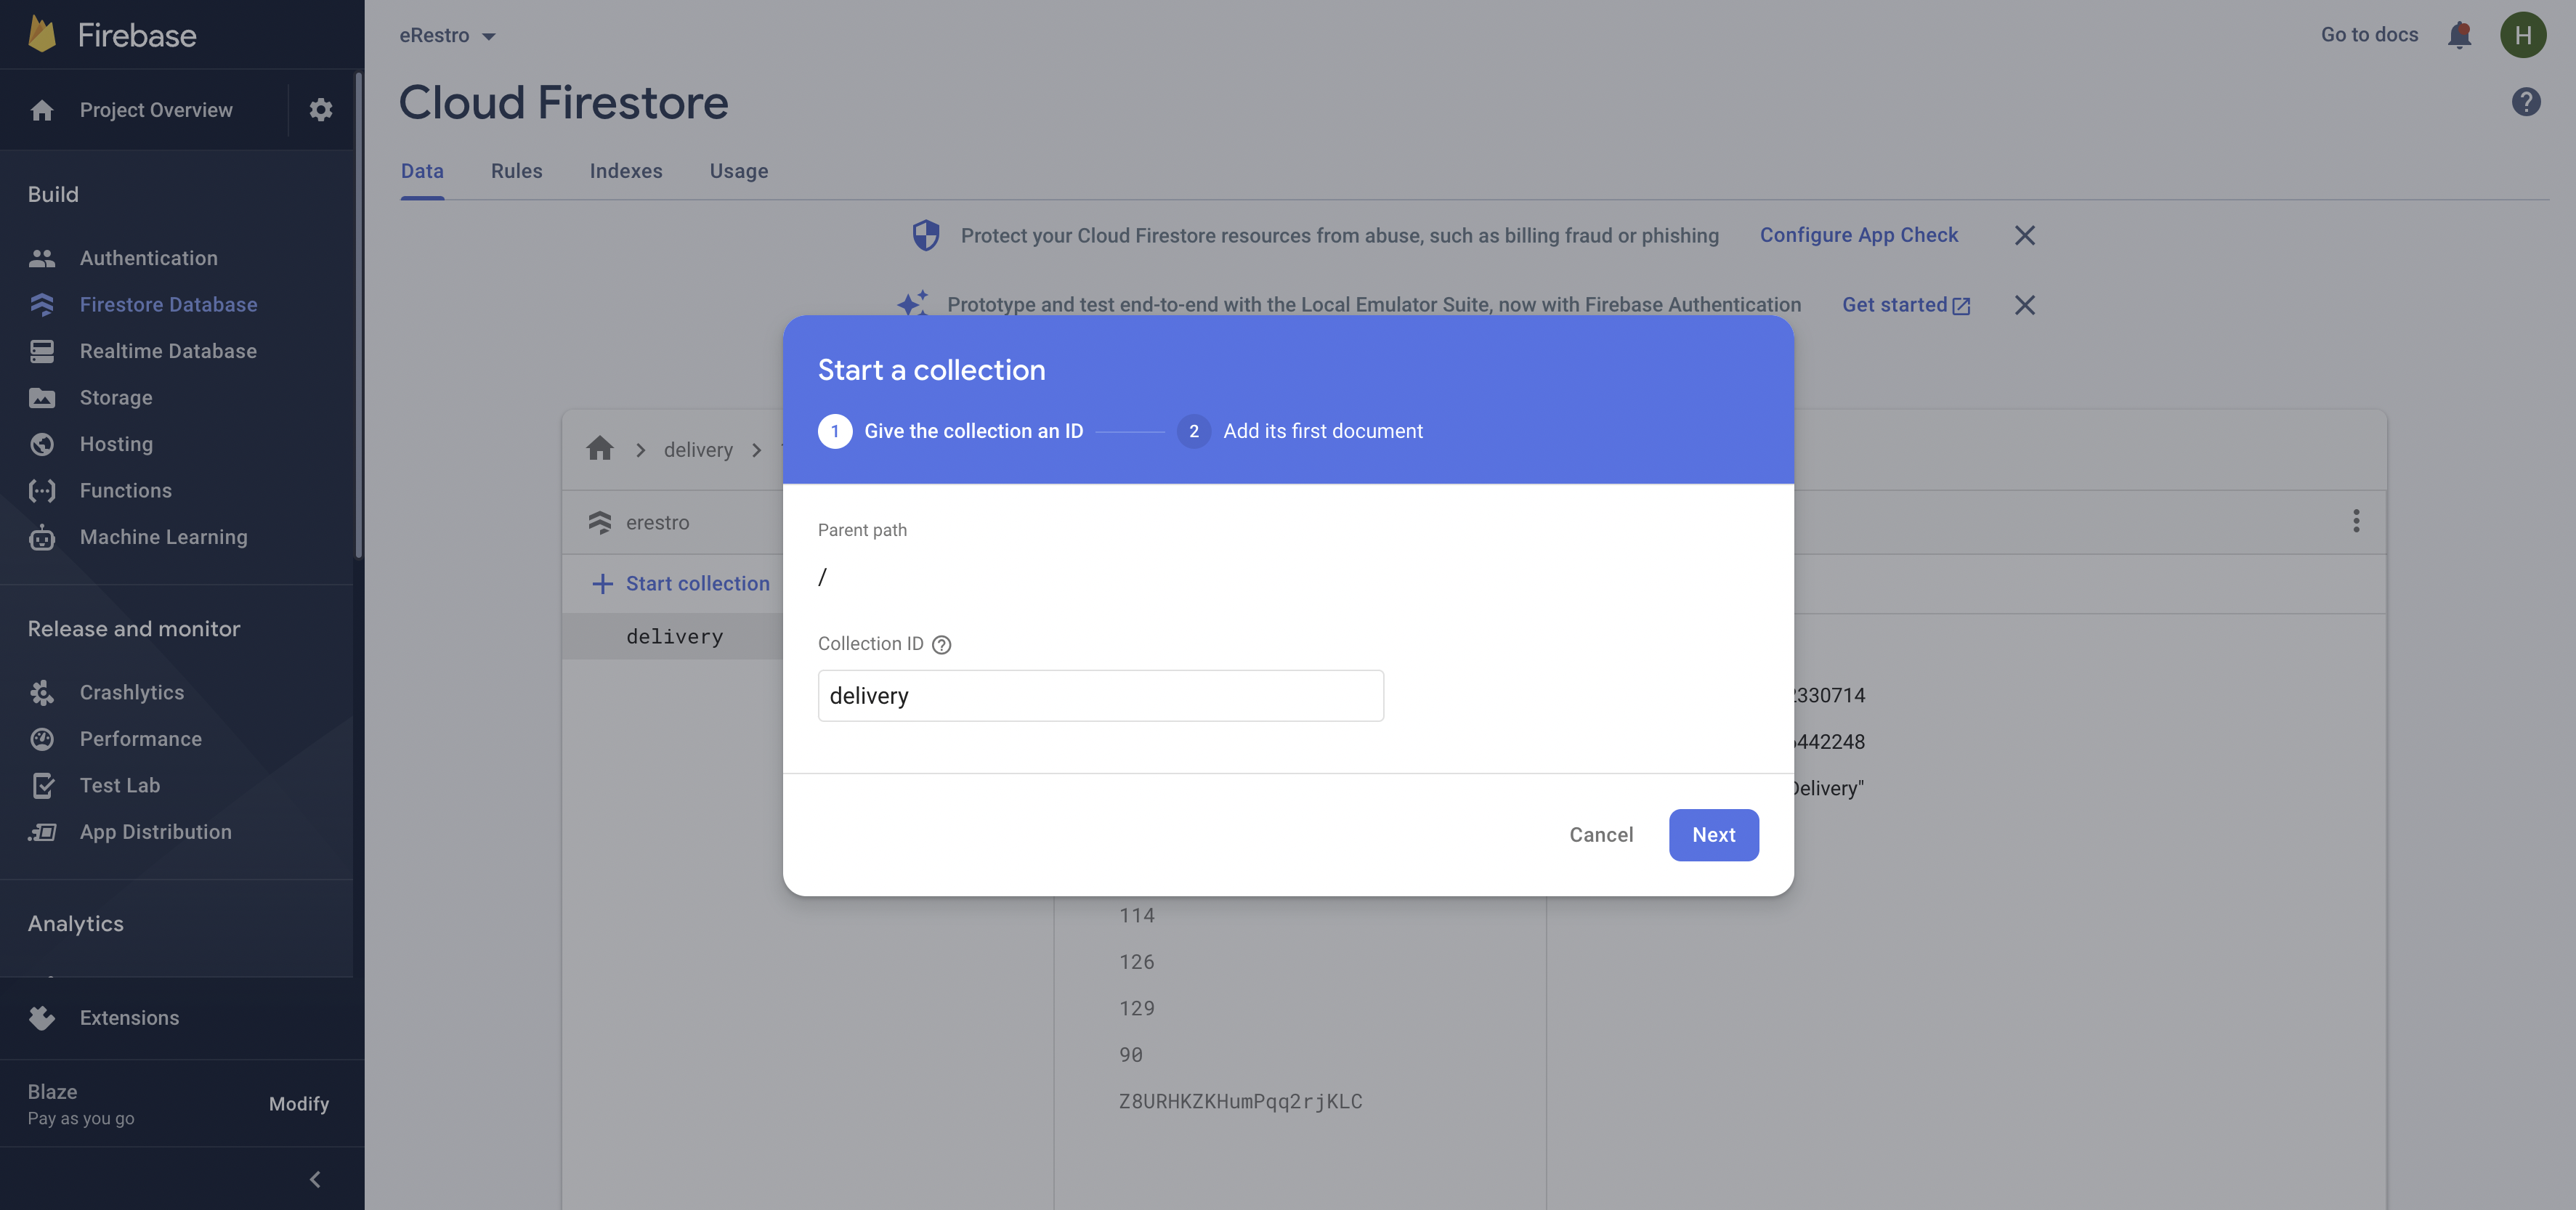 Firebase
Project Overview
Build
Authentication
Firestore Database
Realtime Database
Storage
Hosting
Functions
Machine Learning
Release and monitor
Crashlytics
Performance
Test Lab
App Distribution
Analytics
Extensions
Blaze
Pay as you go
Modify
eRestro
Go to docs
H
Cloud Firestore
Data Rules Indexes Usage
Protect your Cloud Firestore resources from abuse, such as billing fraud or phishing Configure App Check
Prototype and test end-to-end with the Local Emulator Suite, now with Firebase Authentication Get started
delivery
erestro
Start collection
delivery
Start a collection
1 Give the collection an ID 2 Add its first document
Parent path
/
Collection ID
delivery
Cancel Next
330714
442248
Delivery"
114
126
129
90
Z8URHKZKHumPqq2rjKLC